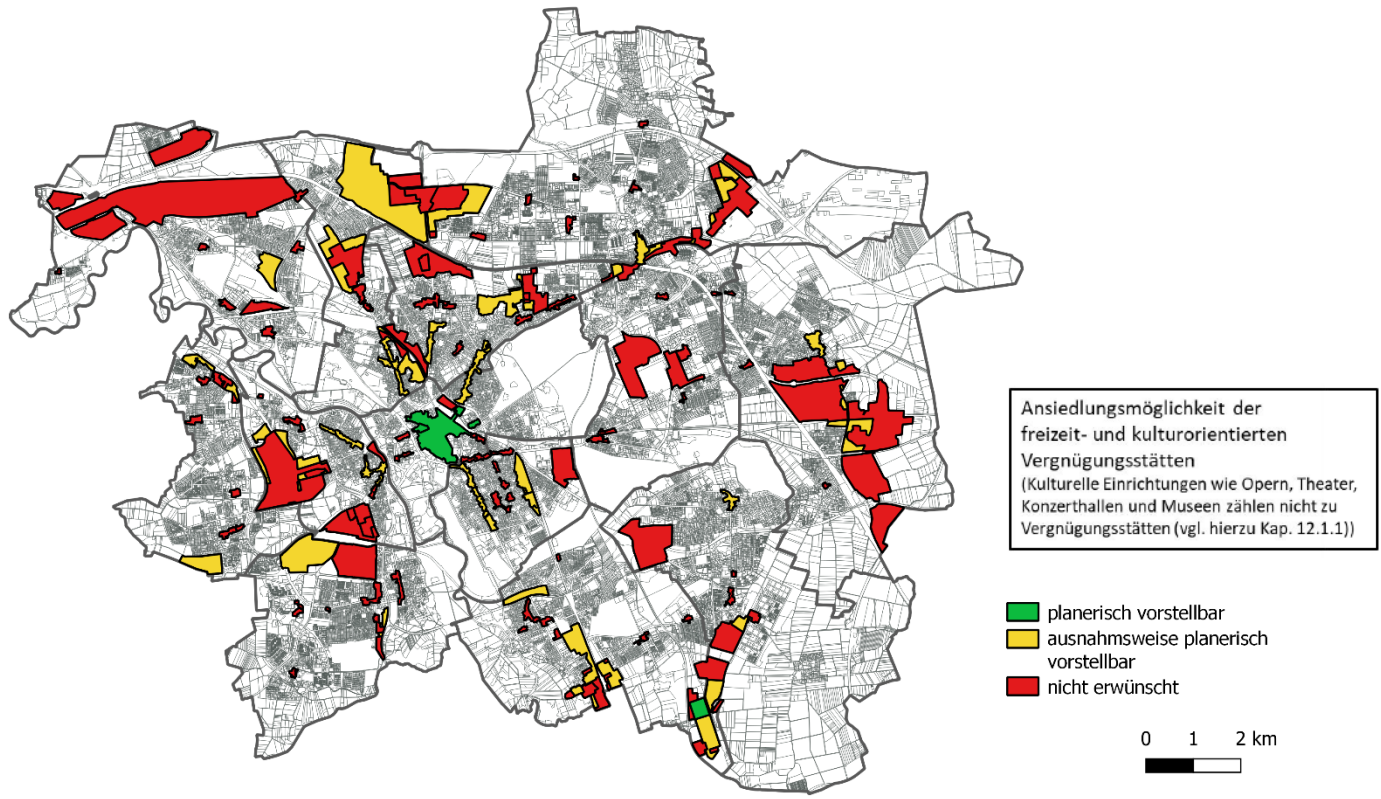 Ansiedlungsmöglichkeit der
freizeit- und kulturorientierten
Vergnügungsstätten
(Kulturelle Einrichtungen wie Opern, Theater,
Konzerthallen und Museen zählen nicht zu
Vergnügungsstätten (vgl. hierzu Kap. 12.1.1))
planerisch vorstellbar
ausnahmsweise planerisch
vorstellbar
nicht erwünscht
0 1 2 km